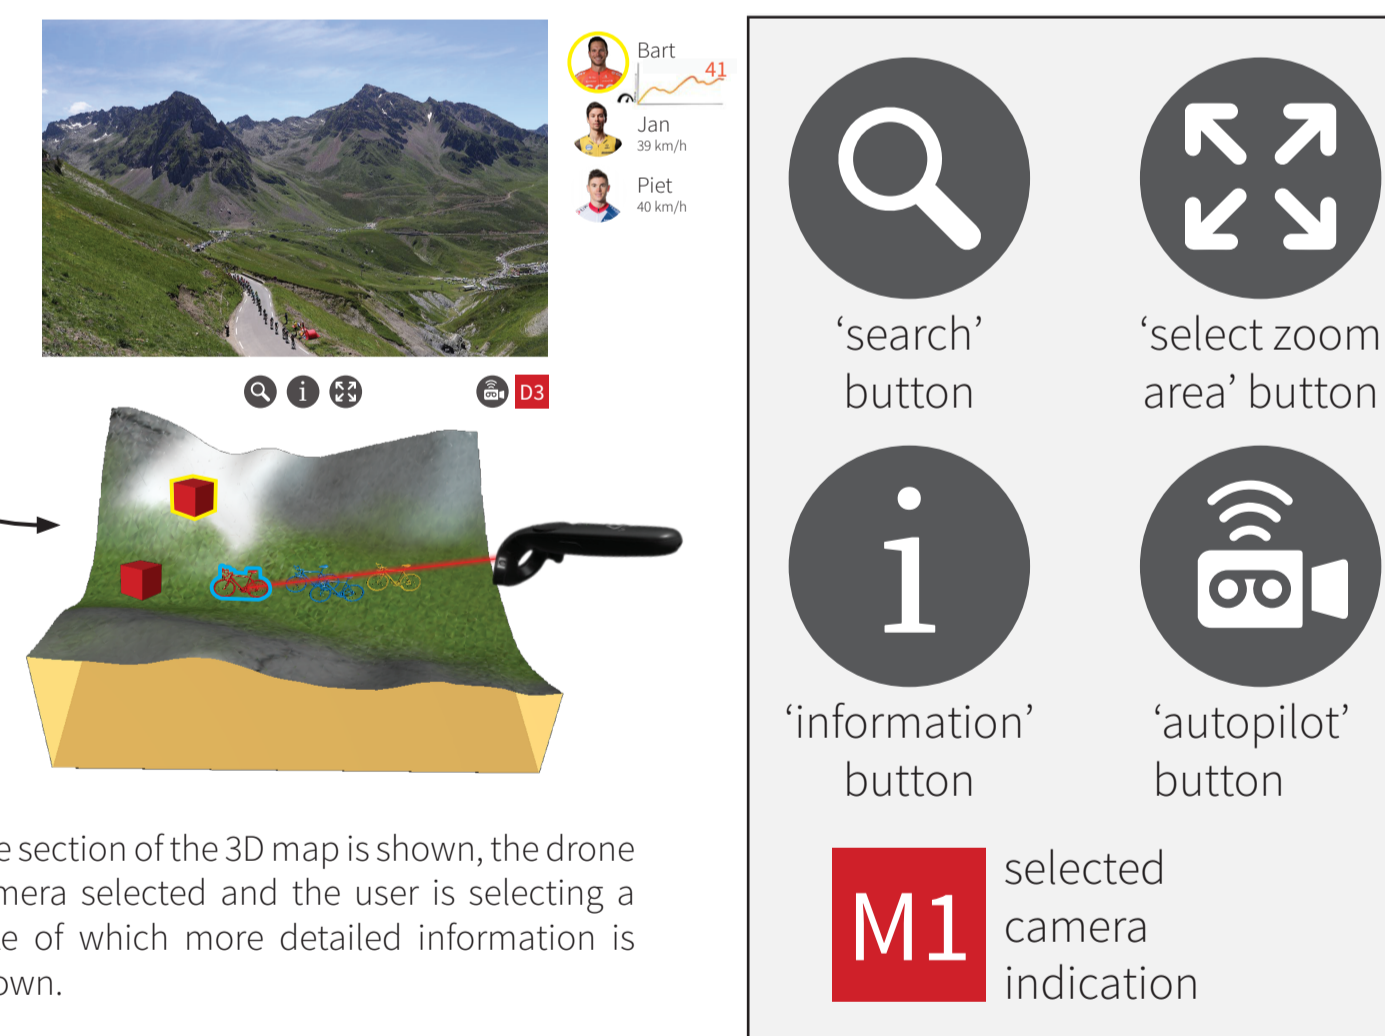 Bart
41
Jan
39 km/h
Piet
40 km/h
D3
section of the 3D map is shown, the drone
selected and the user is selecting a
of which more detailed information is
‘search’
button
‘select zoom
area’ button
‘information’
button
‘autopilot’
button
M1
selected
camera
indication